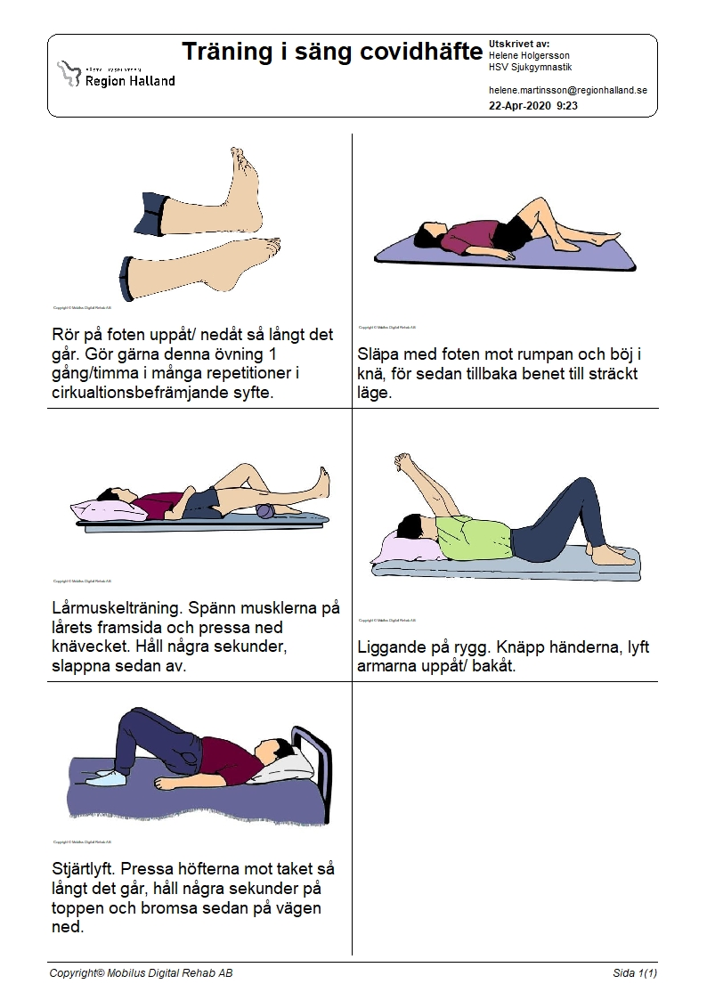 Träning i säng covidhäfte
Utskrivet av:
Helene Holgersson
HSV Sjukgymnastik
helene.martinsson@regionhalland.se
22-Apr-2020 9:23
Region Halland
Copyright © Mobilus Digital Rehab AB
Rör på foten uppåt/ nedåt så långt det
går. Gör gärna denna övning 1
gång/timma i många repetitioner i
cirkualtionsbefrämjande syfte.
Copyright © Mobilus Digital Rehab AB
Släpa med foten mot rumpan och böj i
knä, för sedan tillbaka benet till sträckt
läge.
Copyright © Mobilus Digital Rehab AB
Lårmuskelträning. Spänn musklerna på
lårets framsida och pressa ned
knävecket. Håll några sekunder,
slappna sedan av.
Copyright © Mobilus Digital Rehab AB
Liggande på rygg. Knäpp händerna, lyft
armarna uppåt/ bakåt.
Copyright © Mobilus Digital Rehab AB
Stjärtlyft. Pressa höfterna mot taket så
långt det går, håll några sekunder på
toppen och bromsa sedan på vägen
ned.
Copyright© Mobilus Digital Rehab AB
Sida 1(1)